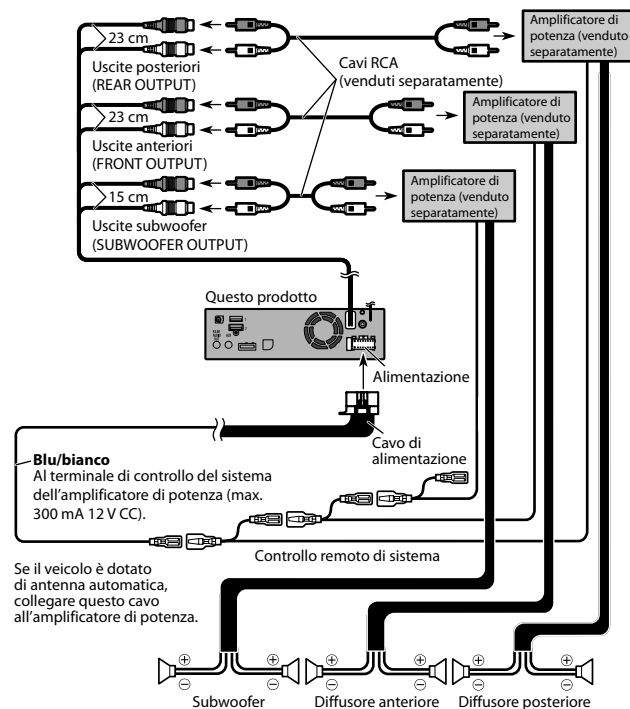 23 cm
Uscite posteriori
(REAR OUTPUT)
Cavi RCA
(venduti separatamente)
Amplificatore di
potenza (venduto
separatamente)
23 cm
Uscite anteriori
(FRONT OUTPUT)
Amplificatore di
potenza (venduto
separatamente)
15 cm
Uscite subwoofer
(SUBWOOFER OUTPUT)
Amplificatore di
potenza (venduto
separatamente)
Questo prodotto
1
2
Alimentazione
Cavo di
alimentazione
Blu/bianco
Al terminale di controllo del sistema
dell'amplificatore di potenza (max.
300 mA 12 V CC).
Controllo remoto di sistema
Se il veicolo è dotato
di antenna automatica,
collegare questo cavo
all'amplificatore di potenza.
⊕ ⊕ ⊕ ⊕ ⊕ ⊕
⊖ ⊖ ⊖ ⊖ ⊖ ⊖
Subwoofer
Diffusore anteriore
Diffusore posteriore